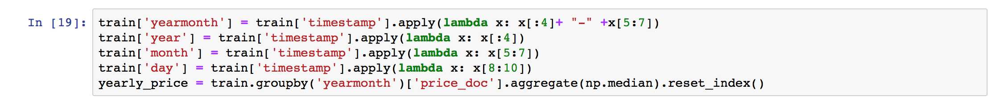 In [19]: train['yearmonth'] = train['timestamp'].apply(lambda x: x[:4]+ "-" +x[5:7])
train['year'] = train['timestamp'].apply(lambda x: x[:4])
train['month'] = train['timestamp'].apply(lambda x: x[5:7])
train['day'] = train['timestamp'].apply(lambda x: x[8:10])
yearly_price = train.groupby('yearmonth')['price_doc'].aggregate(np.median).reset_index()